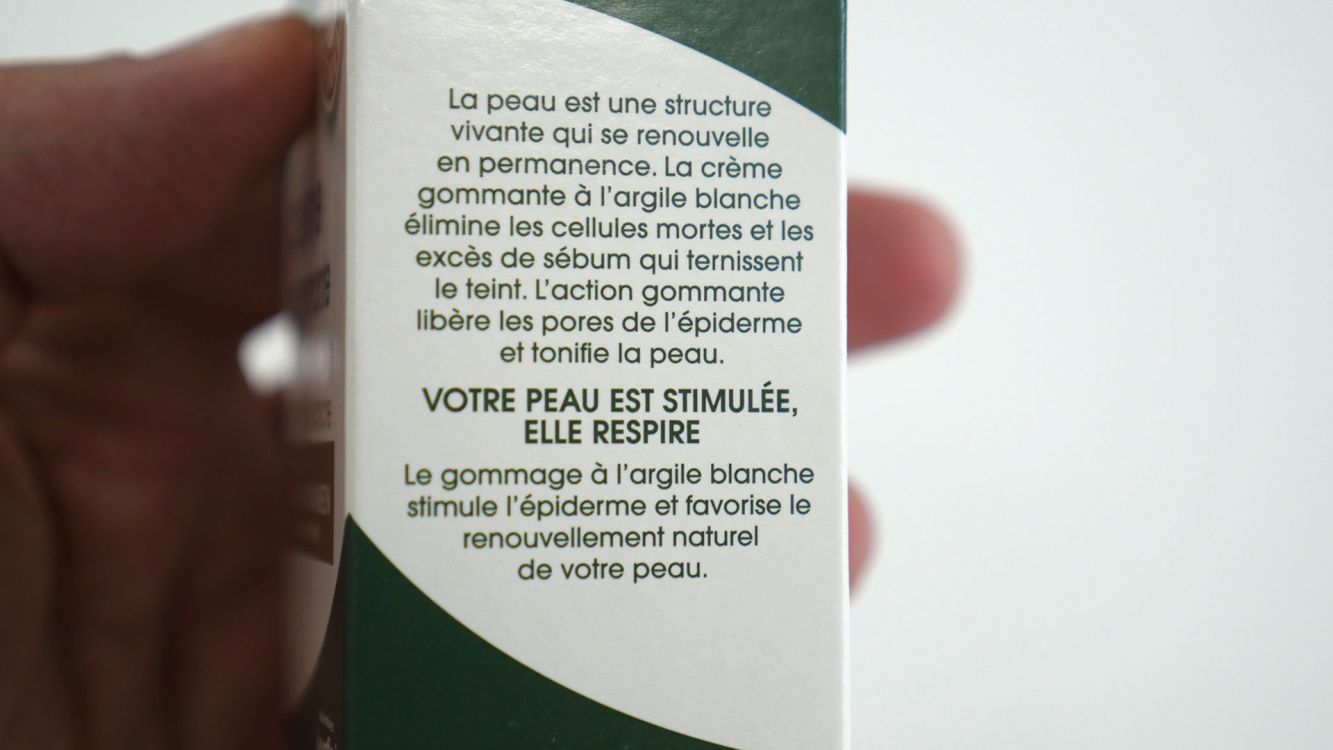 La peau est une structure
vivante qui se renouvelle
en permanence. La crème
gommante à l'argile blanche
élimine les cellules mortes et les
excès de sébum qui ternissent
le teint. L'action gommante
libère les pores de l'épiderme
et tonifie la peau.
VOTRE PEAU EST STIMULÉE,
ELLE RESPIRE
Le gommage à l'argile blanche
stimule l'épiderme et favorise le
renouvellement naturel
de votre peau.